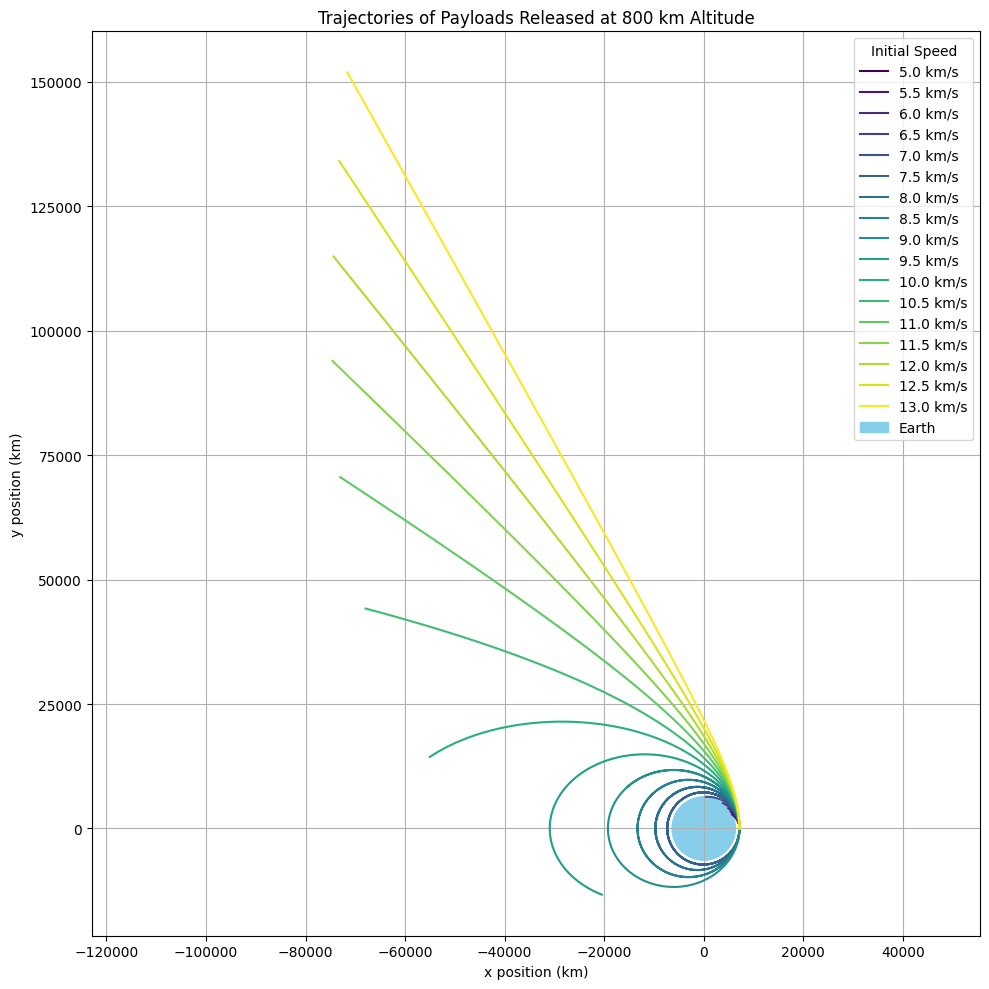 Trajectories of Payloads Released at 800 km Altitude
Initial Speed
5.0 km/s
5.5 km/s
6.0 km/s
6.5 km/s
7.0 km/s
7.5 km/s
8.0 km/s
8.5 km/s
9.0 km/s
9.5 km/s
10.0 km/s
10.5 km/s
11.0 km/s
11.5 km/s
12.0 km/s
12.5 km/s
13.0 km/s
Earth
y position (km)
150000
125000
100000
75000
50000
25000
0
−120000
−100000
−80000
−60000
−40000
−20000
0
20000
40000
x position (km)